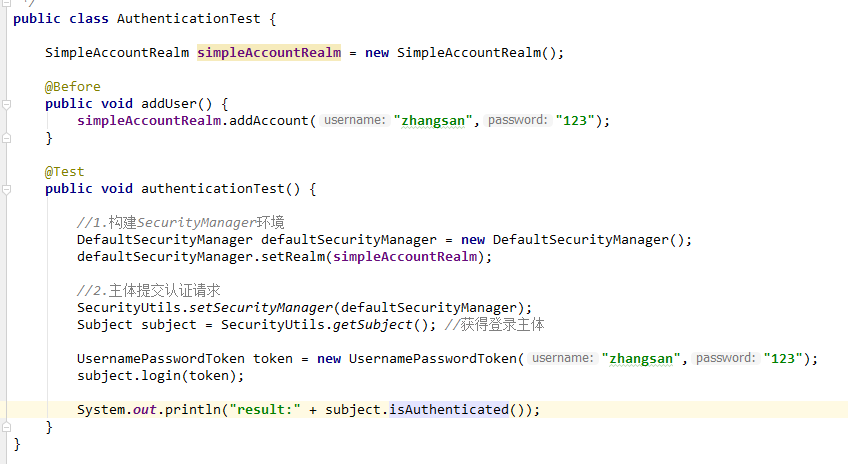 */
public class AuthenticationTest {
SimpleAccountRealm simpleAccountRealm = new SimpleAccountRealm();
@Before
public void addUser() {
simpleAccountRealm.addAccount( username: "zhangsan", password: "123");
}
@Test
public void authenticationTest() {
//1.构建SecurityManager环境
DefaultSecurityManager defaultSecurityManager = new DefaultSecurityManager();
defaultSecurityManager.setRealm(simpleAccountRealm);
//2.主体提交认证请求
SecurityUtils.setSecurityManager(defaultSecurityManager);
Subject subject = SecurityUtils.getSubject(); //获得登录主体
UsernamePasswordToken token = new UsernamePasswordToken( username: "zhangsan", password: "123");
subject.login(token);
System.out.println("result:" + subject.isAuthenticated());
}
}